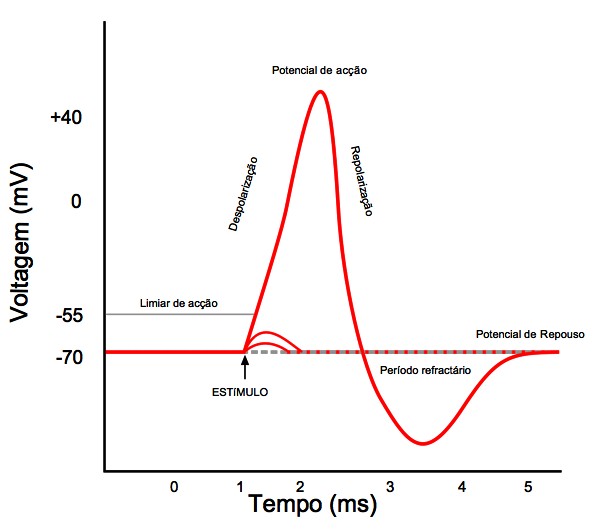 Potencial de acção
+40
Despolarização
Repolarização
0
Voltagem (mV)
Limiar de acção
-55
Potencial de Repouso
-70
Período refractário
ESTÍMULO
0 1 2 3 4 5
Tempo (ms)